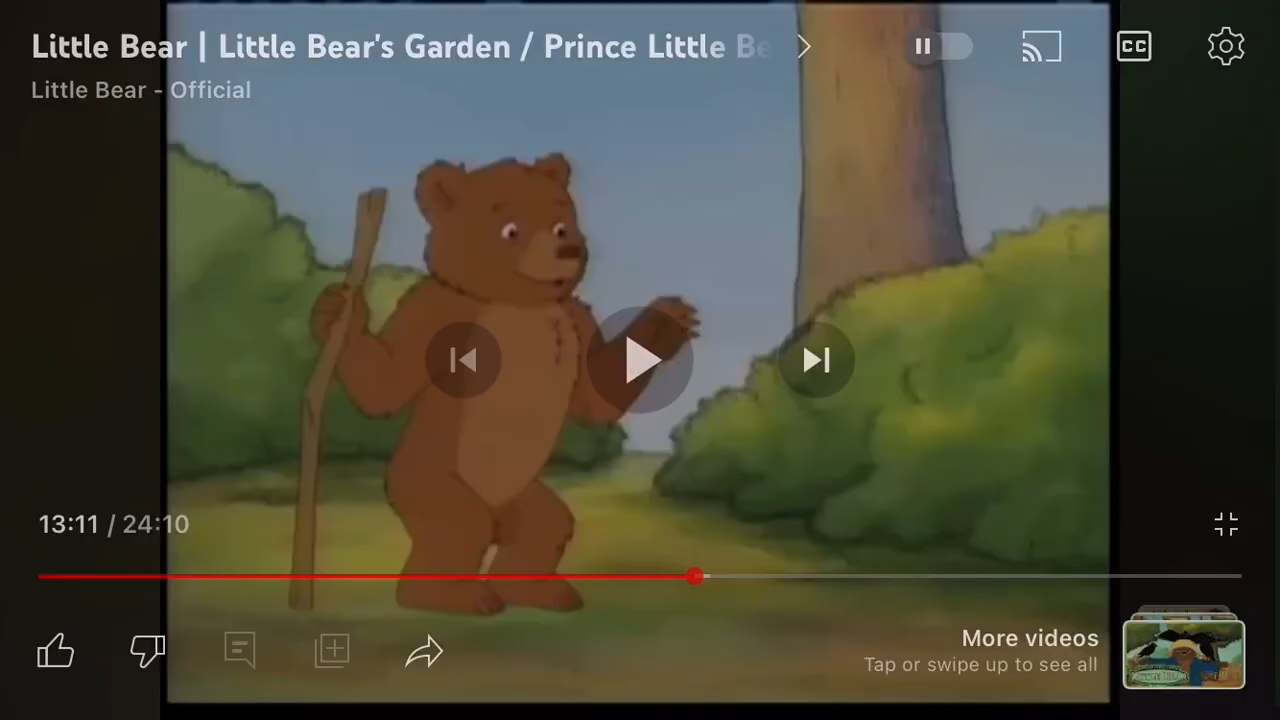 Little Bear | Little Bear's Garden / Prince Little Be
Little Bear - Official
CC
13:11 / 24:10
More videos
Tap or swipe up to see all